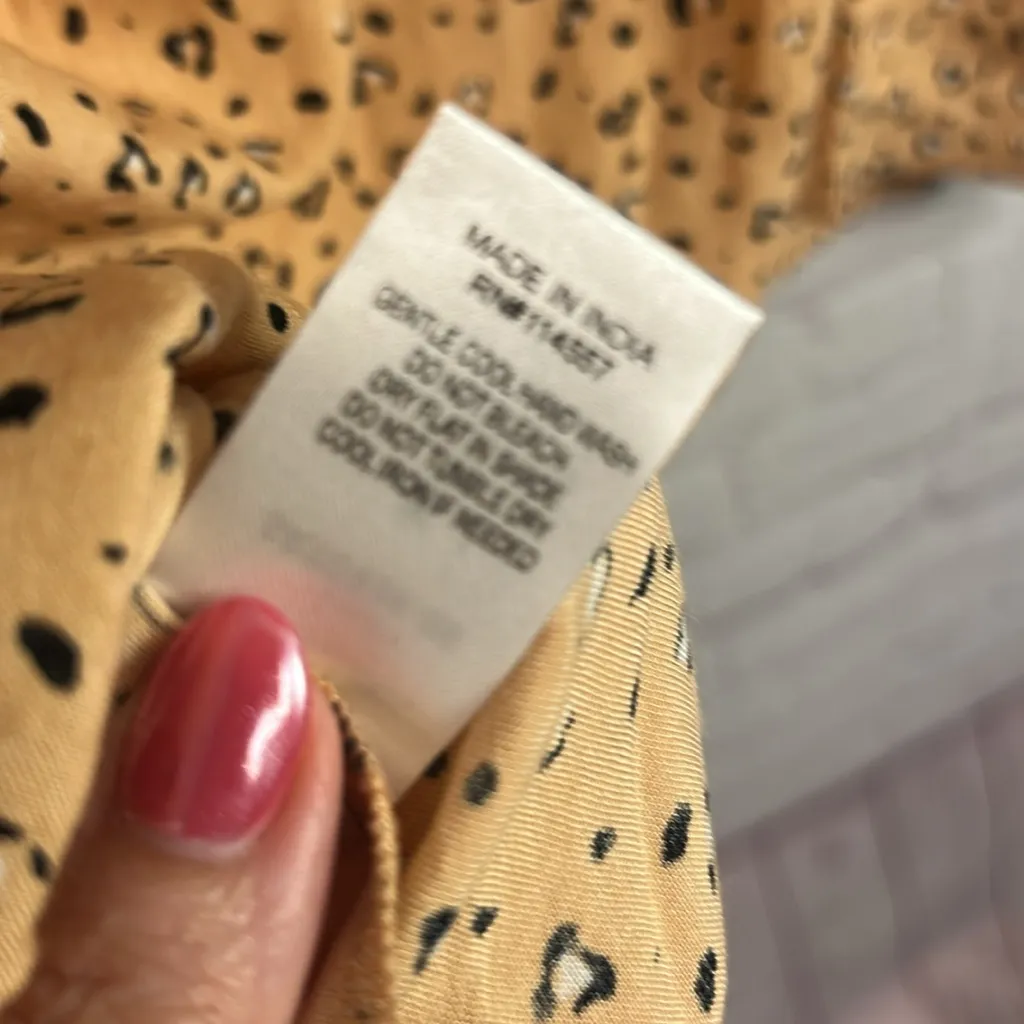 MADE IN INDIA
RN#114557
GENTLE COOL HAND WASH
DO NOT BLEACH
DRY FLAT IN SHADE
DO NOT TUMBLE DRY
COOL IRON IF NEEDED